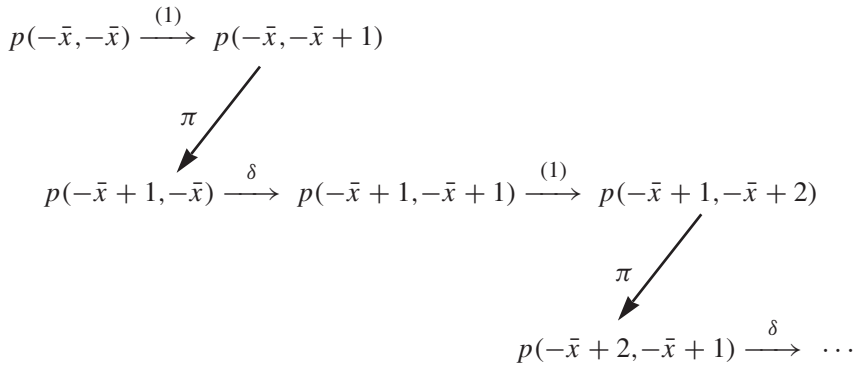 (1)
p(−x̄,−x̄) ⟶ p(−x̄,−x̄ + 1)
π
δ (1)
p(−x̄ + 1,−x̄) ⟶ p(−x̄ + 1,−x̄ + 1) ⟶ p(−x̄ + 1,−x̄ + 2)
π
δ
p(−x̄ + 2,−x̄ + 1) ⟶ ···